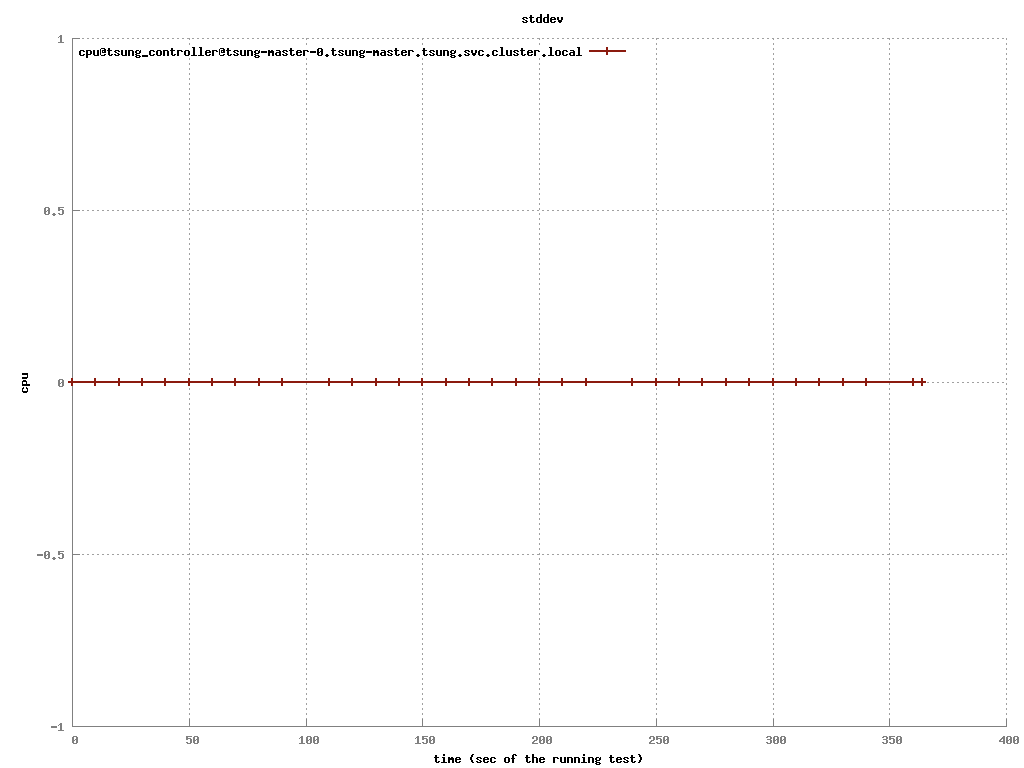 stddev
1
cpu@tsung_controller@tsung-master-0.tsung-master.tsung.svc.cluster.local
0.5
cpu
0
-0.5
-1
0 50 100 150 200 250 300 350 400
time (sec of the running test)